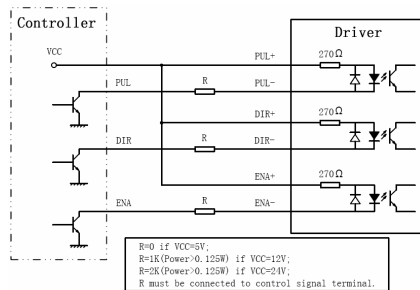 Controller
Driver
VCC
PUL+
270Ω
PUL
R
PUL-
DIR+
270Ω
DIR
R
DIR-
ENA+
270Ω
ENA
R
ENA-
R=0 if VCC=5V;
R=1K(Power>0.125W) if VCC=12V;
R=2K(Power>0.125W) if VCC=24V;
R must be connected to control signal terminal.